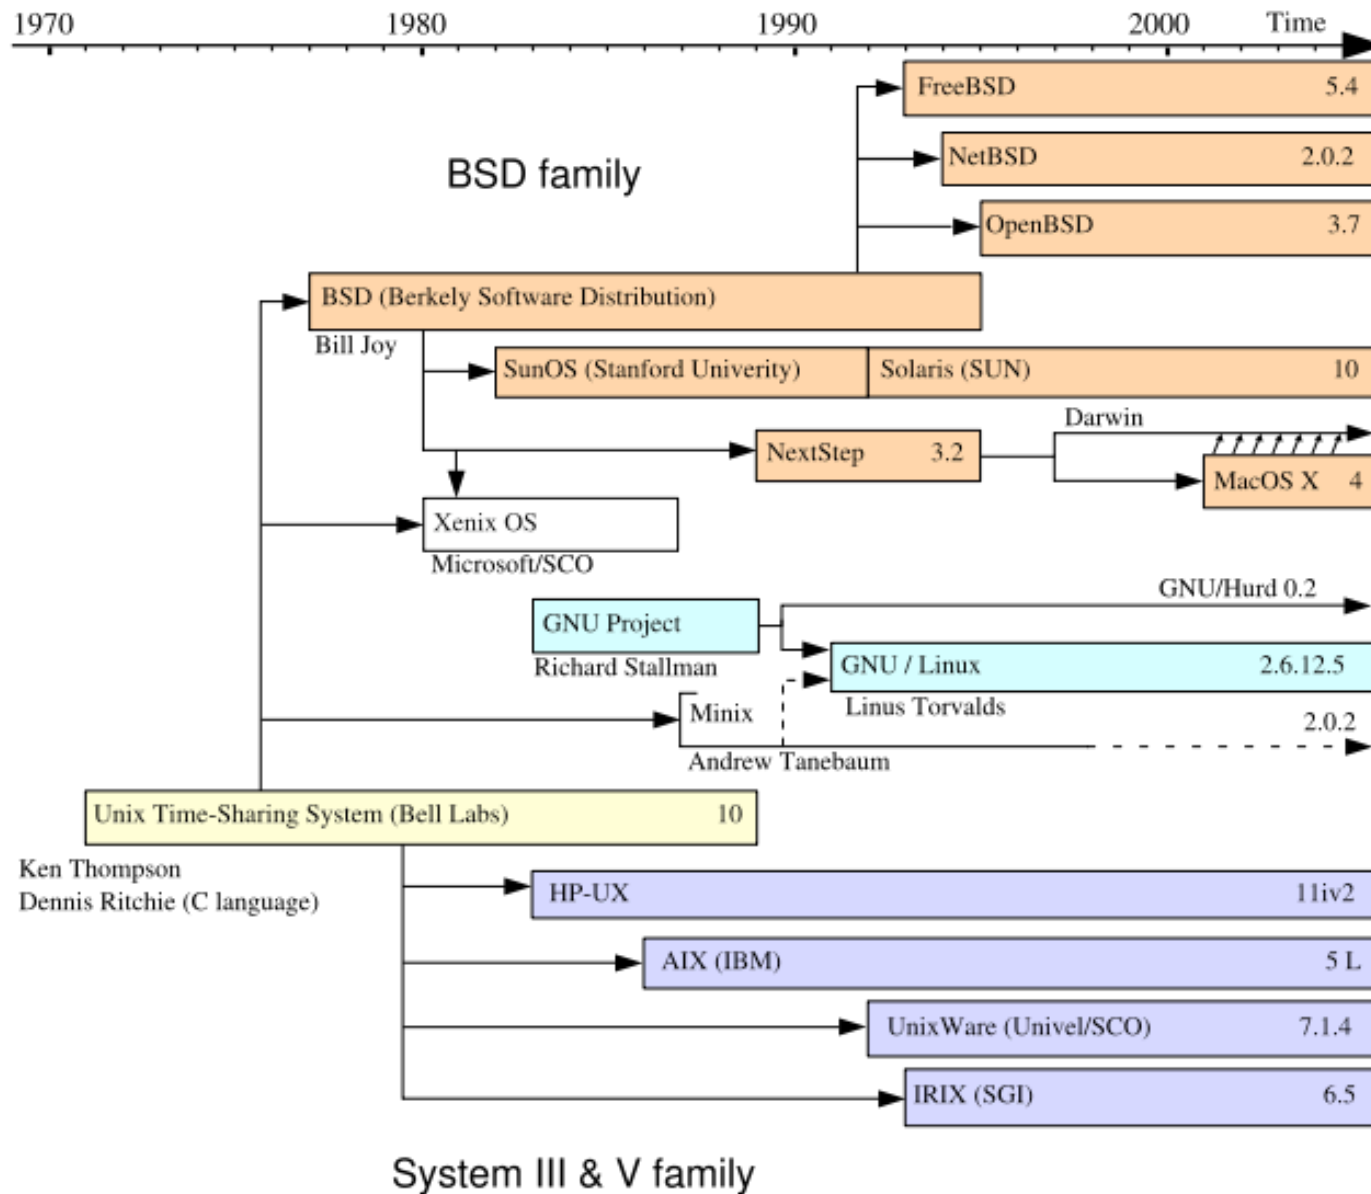 1970 1980 1990 2000 Time
FreeBSD 5.4
NetBSD 2.0.2
BSD family
OpenBSD 3.7
BSD (Berkely Software Distribution)
Bill Joy
SunOS (Stanford Univerity) Solaris (SUN) 10
Darwin
NextStep 3.2
MacOS X 4
Xenix OS
Microsoft/SCO
GNU/Hurd 0.2
GNU Project
Richard Stallman
GNU / Linux 2.6.12.5
Linus Torvalds
Minix 2.0.2
Andrew Tanebaum
Unix Time-Sharing System (Bell Labs) 10
Ken Thompson
Dennis Ritchie (C language)
HP-UX 11iv2
AIX (IBM) 5 L
UnixWare (Univel/SCO) 7.1.4
IRIX (SGI) 6.5
System III & V family